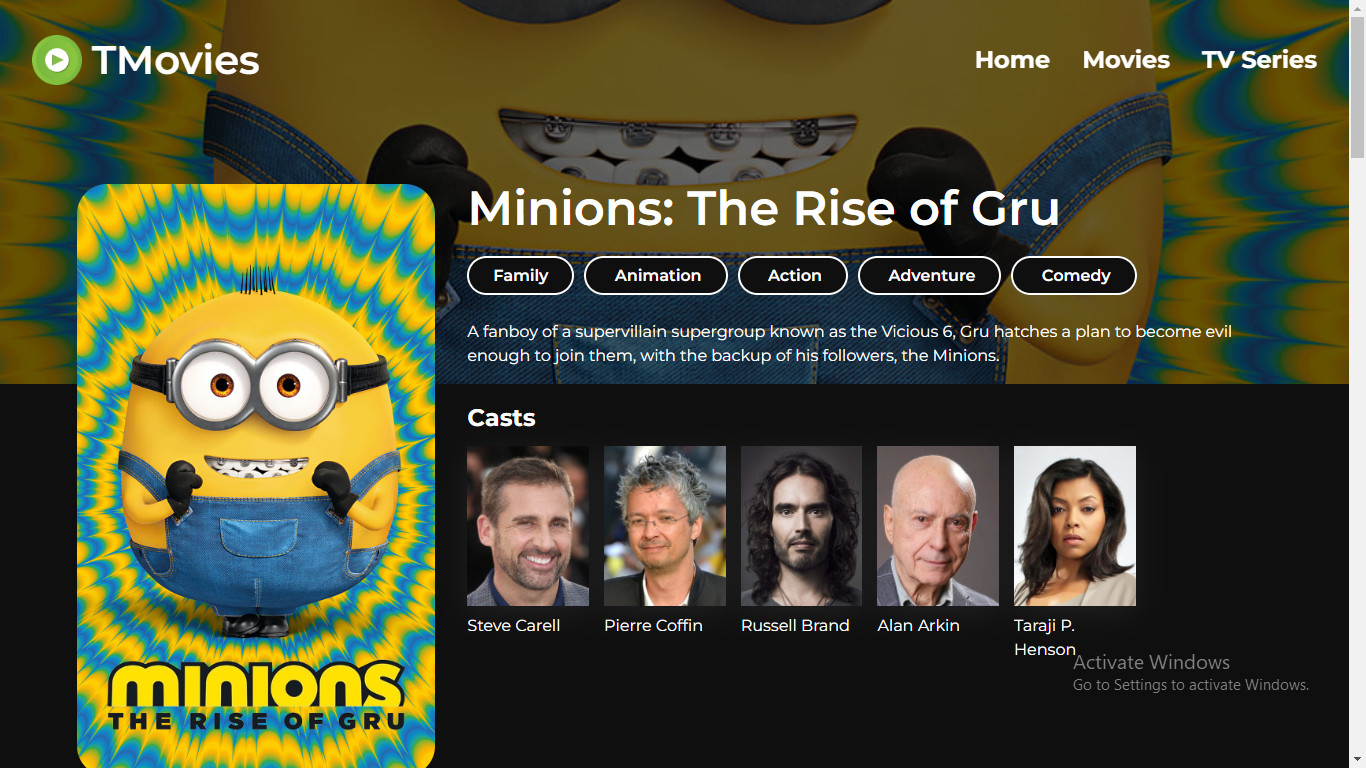 TMovies
Home
Movies
TV Series
Minions: The Rise of Gru
Family
Animation
Action
Adventure
Comedy
A fanboy of a supervillain supergroup known as the Vicious 6, Gru hatches a plan to become evil
enough to join them, with the backup of his followers, the Minions.
Casts
Steve Carell
Pierre Coffin
Russell Brand
Alan Arkin
Taraji P.
Henson
minions
THE RISE OF GRU
Activate Windows
Go to Settings to activate Windows.